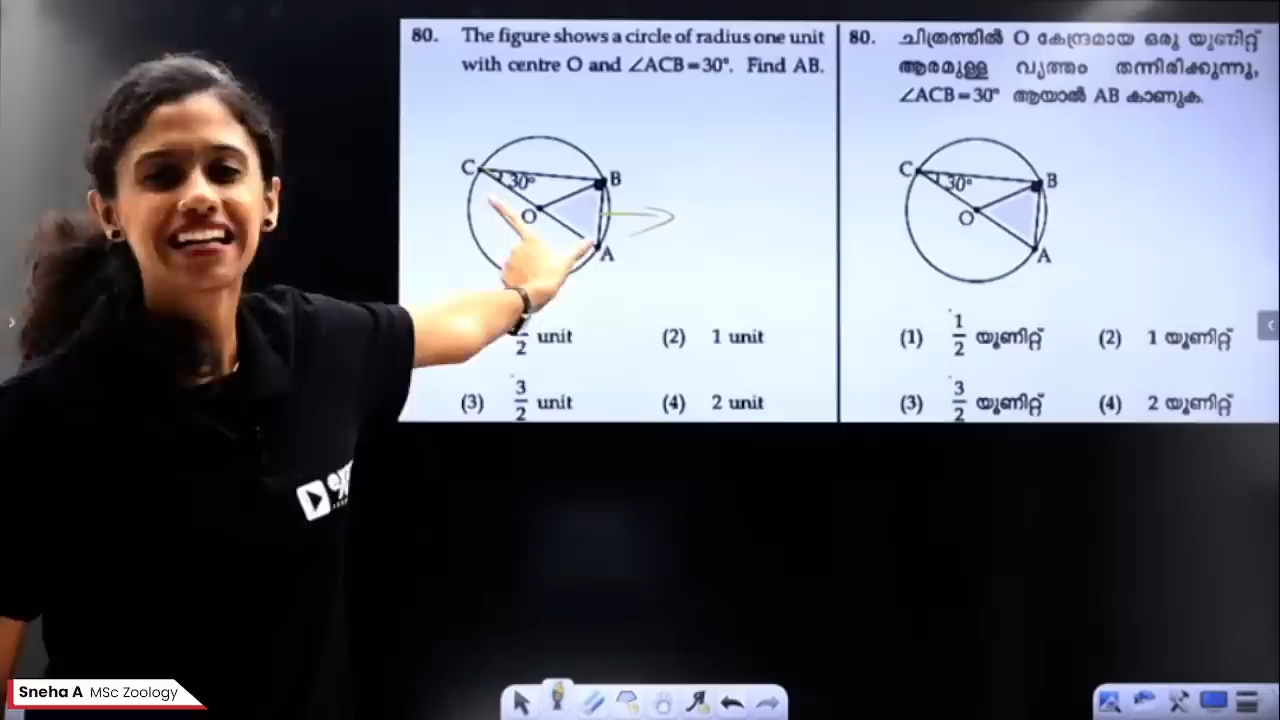 80. The figure shows a circle of radius one unit
with centre O and ∠ACB=30°. Find AB.
C
30°
B
O
A
2 unit
(2) 1 unit
(3) 3/2 unit
(4) 2 unit
80. ചിത്രത്തിൽ O കേന്ദ്രമായ ഒരു യൂണിറ്റ്
ആരമുള്ള വൃത്തം തന്നിരിക്കുന്നു,
∠ACB=30° ആയാൽ AB കാണുക.
C
30°
B
O
A
(1) 1/2 യൂണിറ്റ്
(2) 1 യൂണിറ്റ്
(3) 3/2 യൂണിറ്റ്
(4) 2 യൂണിറ്റ്
Sneha A MSc Zoology